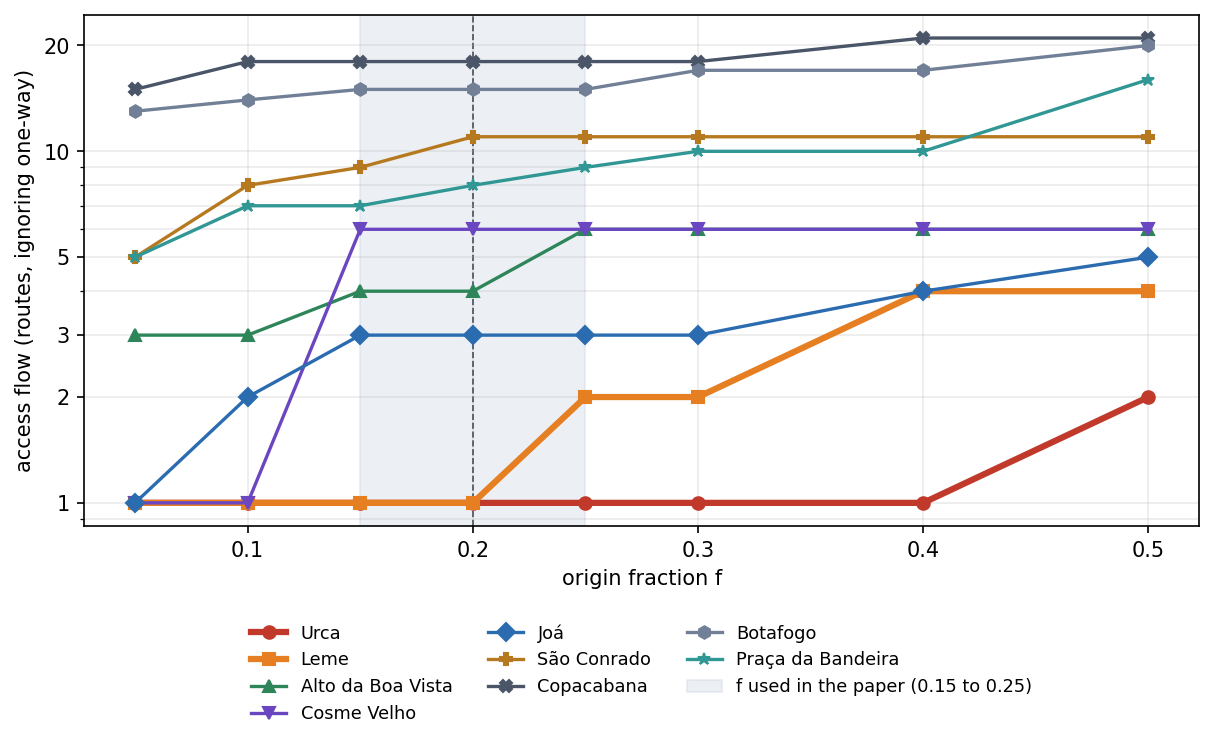 access flow (routes, ignoring one-way)
20
10
5
3
2
1
0.1
0.2
0.3
0.4
0.5
origin fraction f
Urca
Leme
Alto da Boa Vista
Cosme Velho
Joá
São Conrado
Copacabana
Botafogo
Praça da Bandeira
f used in the paper (0.15 to 0.25)